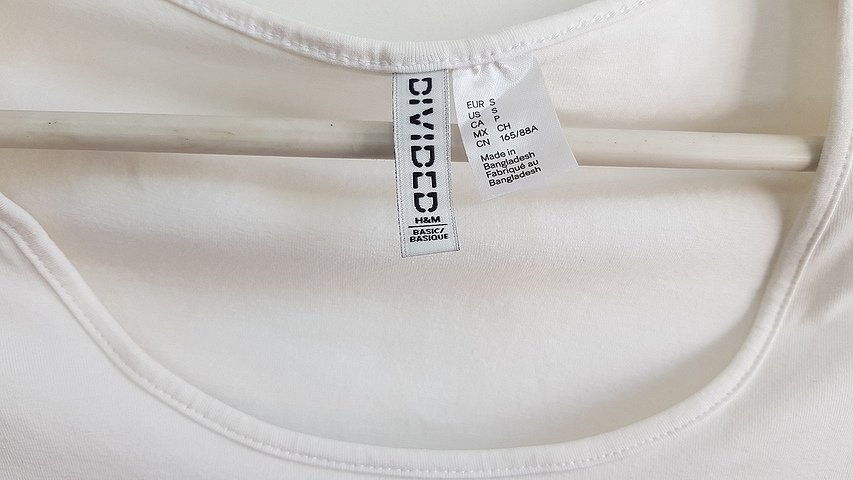 DIVIDED
H&M
BASIC/
BASIQUE
EUR S
US S
CA P
MX CH
CN 165/88A
Made in
Bangladesh
Fabriqué au
Bangladesh